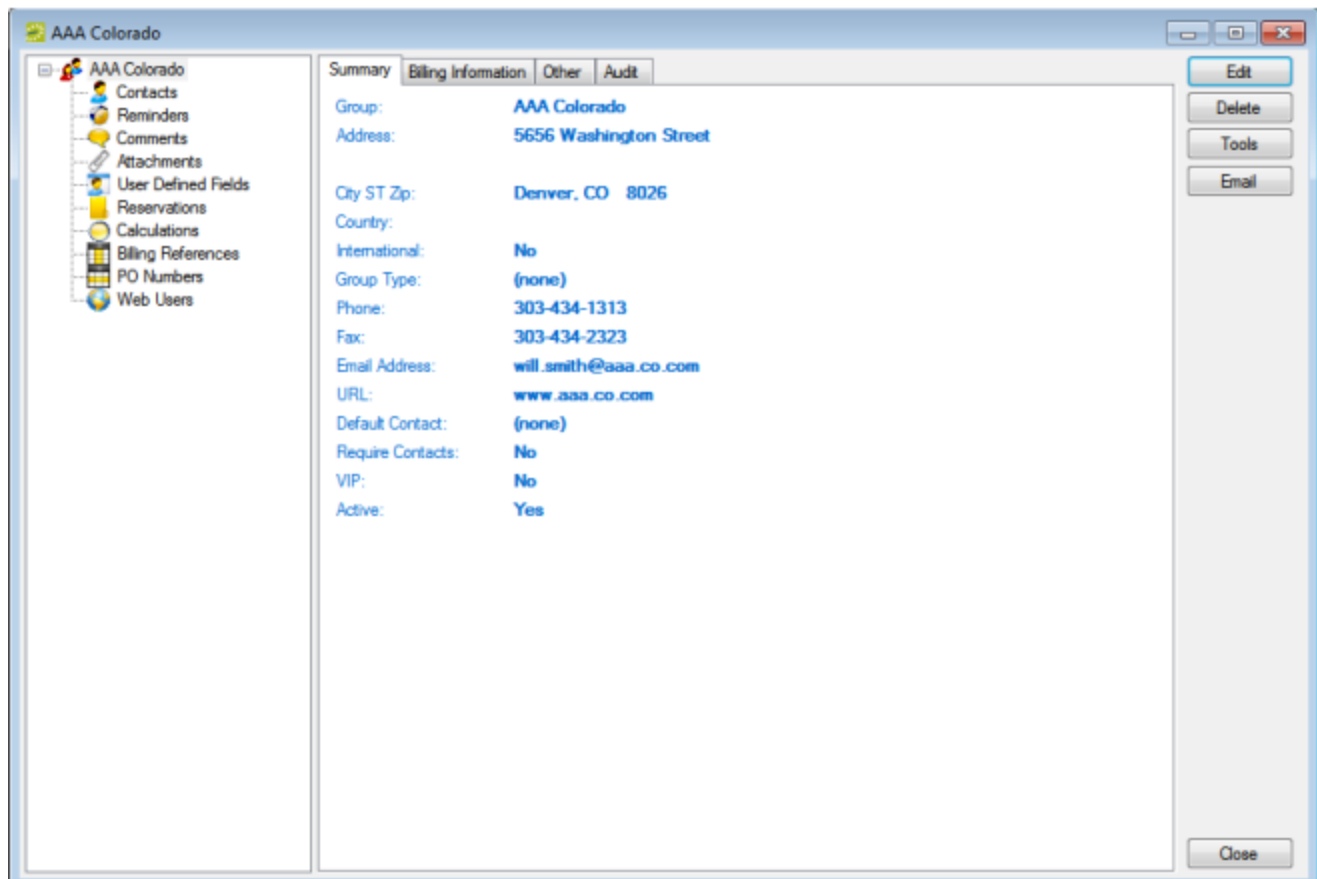 AAA Colorado
AAA Colorado
Contacts
Reminders
Comments
Attachments
User Defined Fields
Reservations
Calculations
Billing References
PO Numbers
Web Users
Summary Billing Information Other Audit
Group: AAA Colorado
Address: 5656 Washington Street
City ST Zip: Denver, CO 8026
Country:
International: No
Group Type: (none)
Phone: 303-434-1313
Fax: 303-434-2323
Email Address: will.smith@aaa.co.com
URL: www.aaa.co.com
Default Contact: (none)
Require Contacts: No
VIP: No
Active: Yes
Edit
Delete
Tools
Email
Close